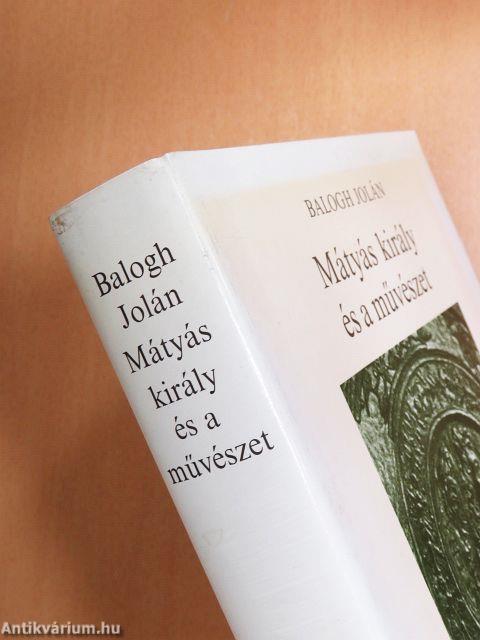 Balogh
Jolán
Mátyás
király
és a
művészet
BALOGH JOLÁN
Mátyás király
és a művészet
Antikvárium.hu